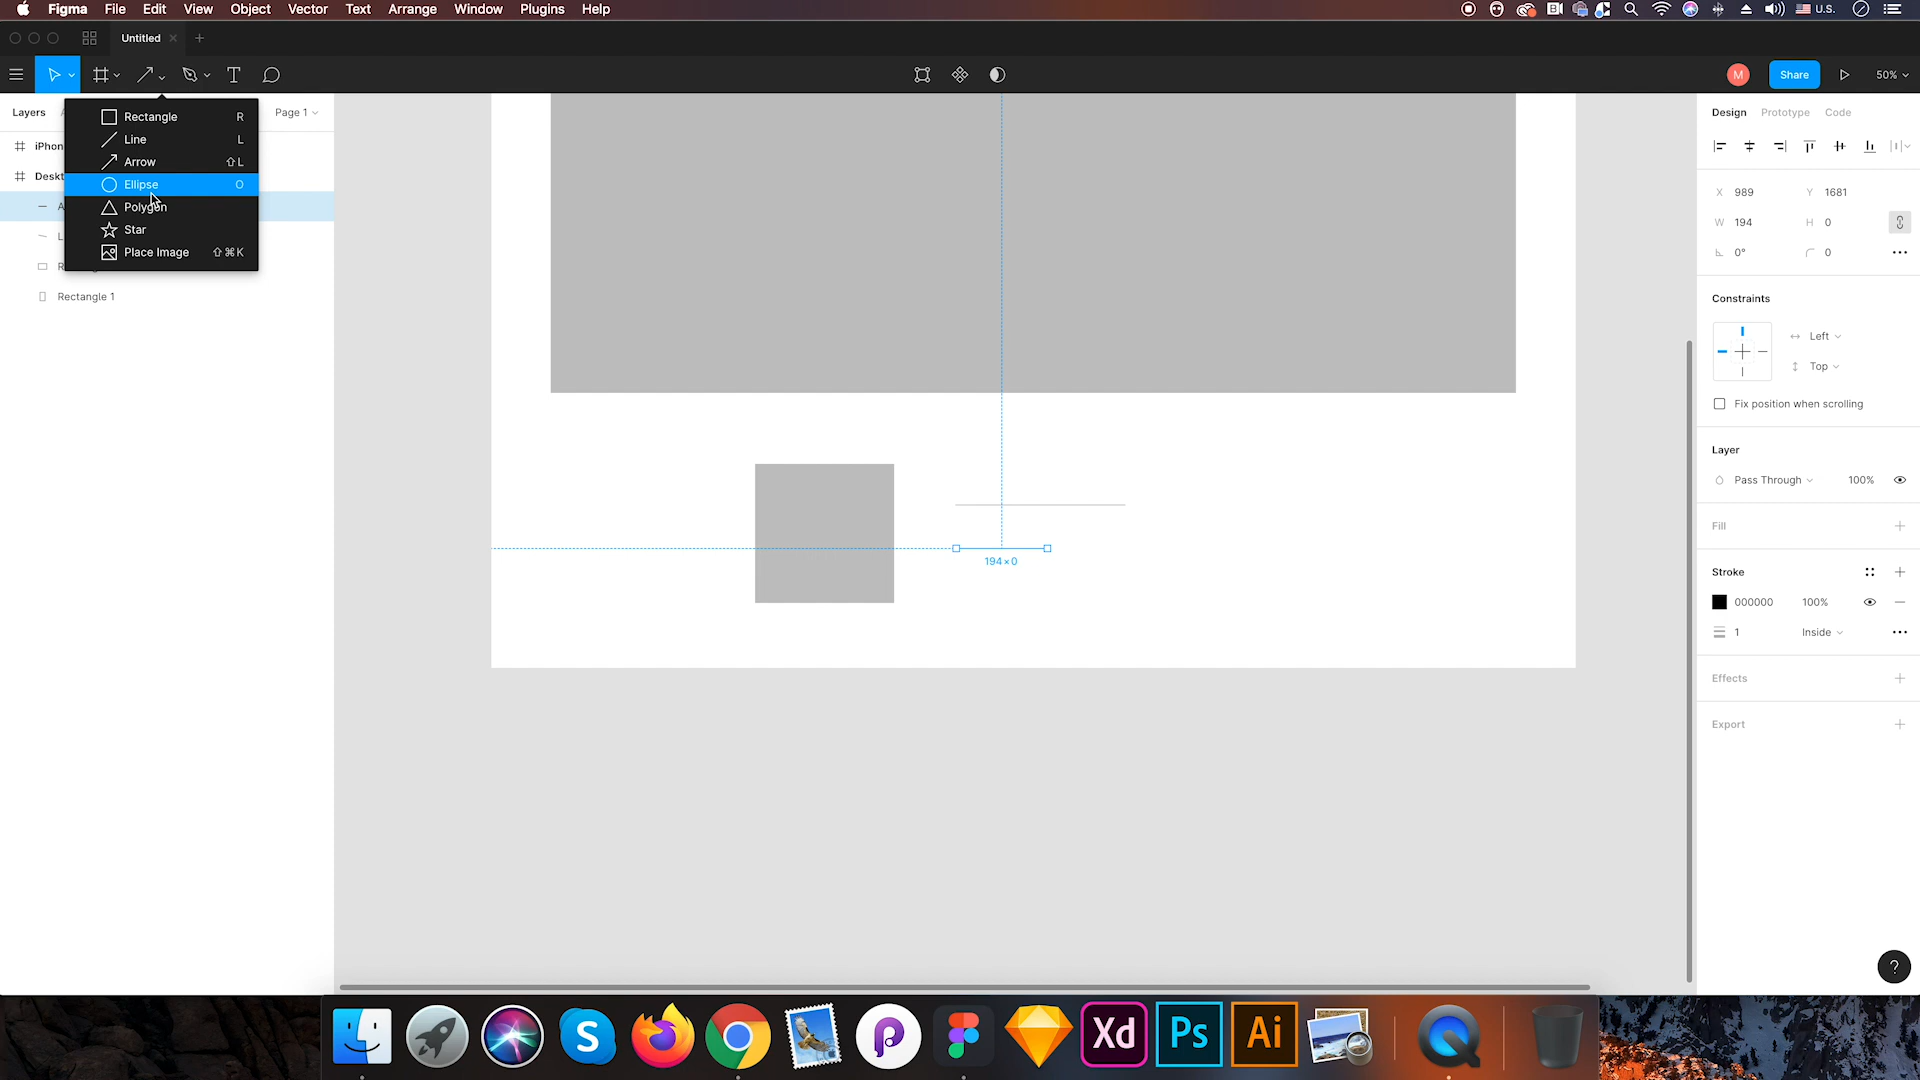 Figma File Edit View Object Vector Text Arrange Window Plugins Help U.S.
Untitled
T M Share 50%
Layers Page 1 Design Prototype Code
Rectangle R
Line L
Arrow ⇧L
Ellipse O
Polygon
Star
Place Image ⇧⌘K
Rectangle 1
X 989 Y 1681
W 194 H 0
0° 0
Constraints
Left
Top
Fix position when scrolling
Layer
Pass Through 100%
Fill
194×0
Stroke
000000 100%
1 Inside
Effects
Export
?
S Xd Ps Ai